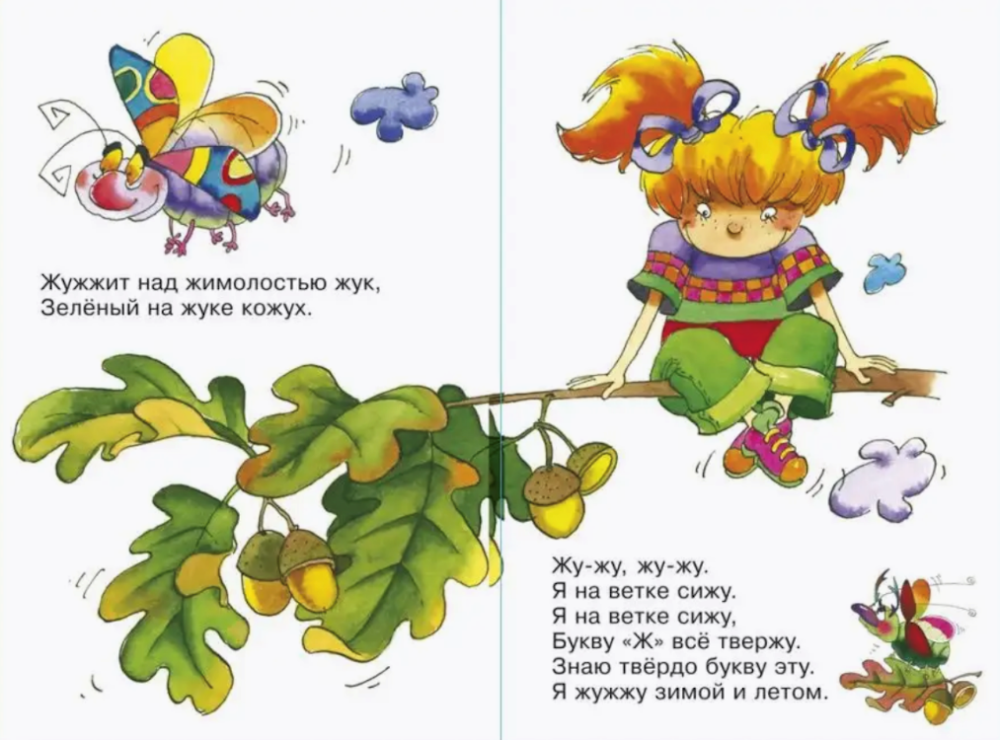 Жужжит над жимолостью жук,
Зелёный на жуке кожух.
Жу-жу, жу-жу.
Я на ветке сижу.
Я на ветке сижу,
Букву «Ж» всё твержу.
Знаю твёрдо букву эту.
Я жужжу зимой и летом.